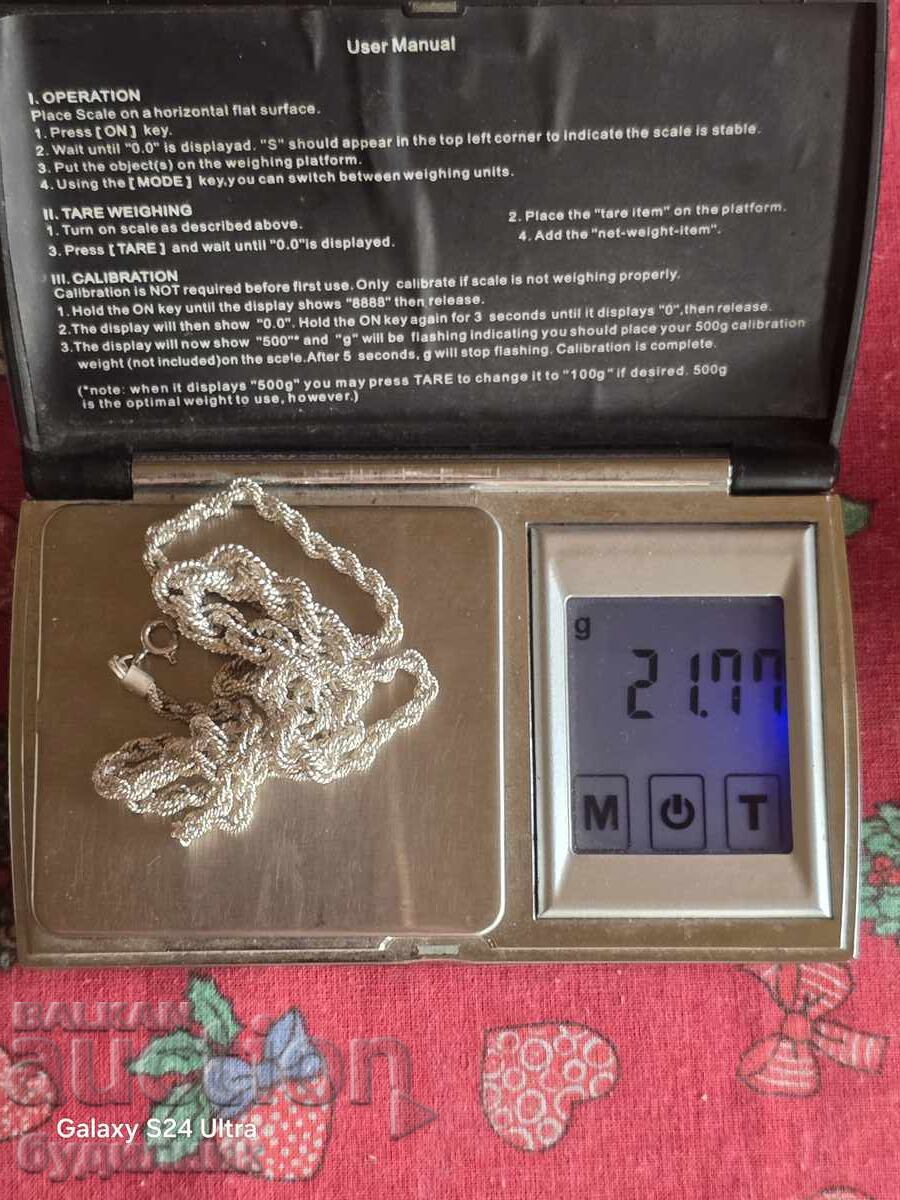 User Manual
I. OPERATION
Place Scale on a horizontal flat surface.
1. Press [ON] key.
2. Wait until "0.0" is displayad. "S" should appear in the top left corner to indicate the scale is stable.
3. Put the object(s) on the weighing platform.
4. Using the [MODE] key,you can switch between weighing units.
II. TARE WEIGHING
1. Turn on scale as described above.
2. Place the "tare item" on the platform.
3. Press [TARE] and wait until "0.0"is displayed.
4. Add the "net-weight-item".
III. CALIBRATION
Calibration is NOT required before first use. Only calibrate if scale is not weighing properly.
1. Hold the ON key until the display shows "8888" then release.
2.The display will then show "0.0". Hold the ON key again for 3 seconds until it displays "0",then release.
3.The display will now show "500"* and "g" will be flashing indicating you should place your 500g calibration
weight (not included)on the scale.After 5 seconds, g will stop flashing. Calibration is complete.
(*note: when it displays "500g" you may press TARE to change it to "100g" if desired. 500g
is the optimal weight to use, however.)
g
21.77
M T
BALKAN
auction
Galaxy S24 Ultra